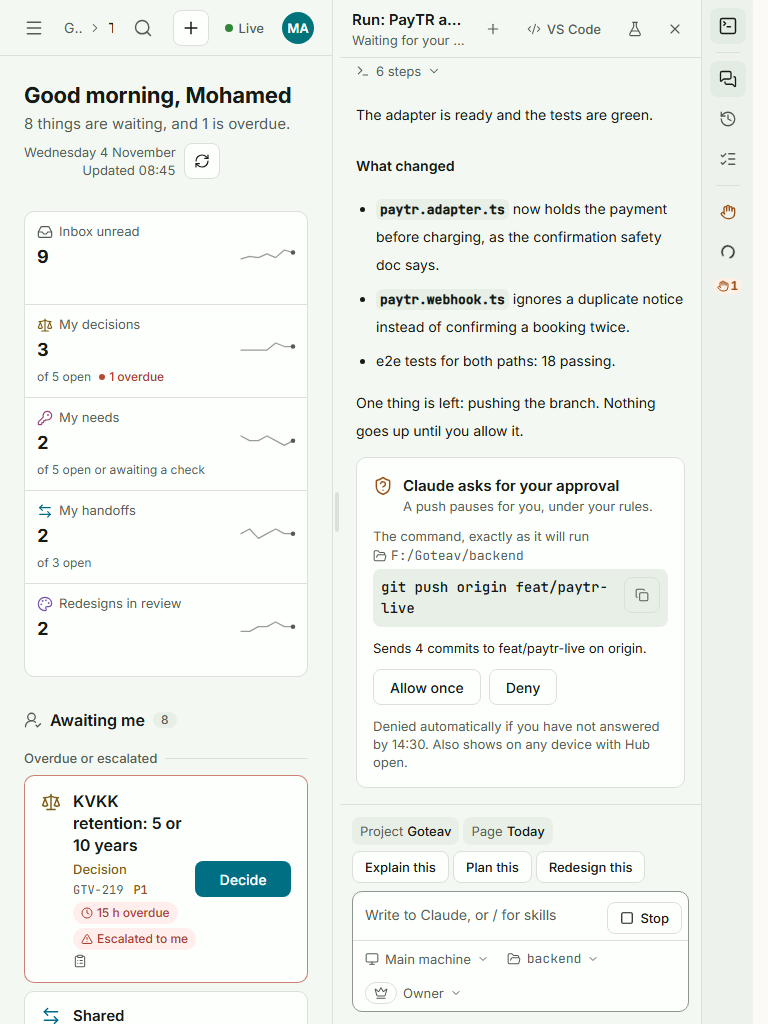 G..
Live
MA
Good morning, Mohamed
8 things are waiting, and 1 is overdue.
Wednesday 4 November
Updated 08:45
Inbox unread
9
My decisions
3
of 5 open
1 overdue
My needs
2
of 5 open or awaiting a check
My handoffs
2
of 3 open
Redesigns in review
2
Awaiting me 8
Overdue or escalated
KVKK
retention: 5 or
10 years
Decision
GTV-219 P1
15 h overdue
Escalated to me
Decide
Shared
Run: PayTR a...
Waiting for your ...
VS Code
6 steps
The adapter is ready and the tests are green.
What changed
paytr.adapter.ts now holds the payment
before charging, as the confirmation safety
doc says.
paytr.webhook.ts ignores a duplicate notice
instead of confirming a booking twice.
e2e tests for both paths: 18 passing.
One thing is left: pushing the branch. Nothing
goes up until you allow it.
Claude asks for your approval
A push pauses for you, under your rules.
The command, exactly as it will run
F:/Goteav/backend
git push origin feat/paytr-
live
Sends 4 commits to feat/paytr-live on origin.
Allow once
Deny
Denied automatically if you have not answered
by 14:30. Also shows on any device with Hub
open.
Project Goteav
Page Today
Explain this
Plan this
Redesign this
Write to Claude, or / for skills
Stop
Main machine
backend
Owner
1